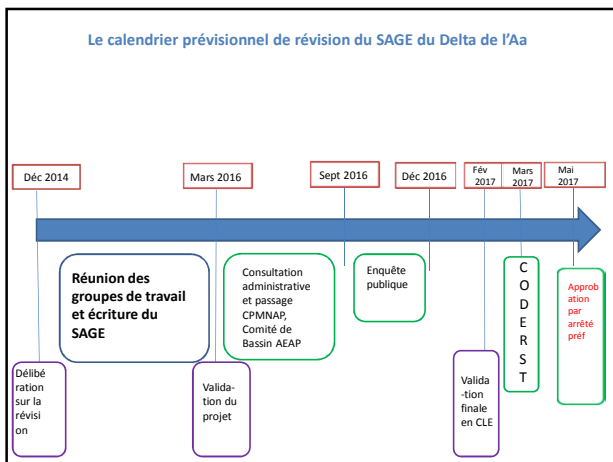 Le calendrier prévisionnel de révision du SAGE du Delta de l'Aa
Déc 2014
Mars 2016
Sept 2016
Déc 2016
Fév
2017
Mars
2017
Mai
2017
Réunion des
groupes de travail
et écriture du
SAGE
Consultation
administrative
et passage
CPMNAP,
Comité de
Bassin AEAP
Enquête
publique
C
O
D
E
R
S
T
Approb
ation
par
arrêté
préf
Délibé
ration
sur la
révis
ion
Valida-
tion du
projet
Valida
-tion
finale
en CLE